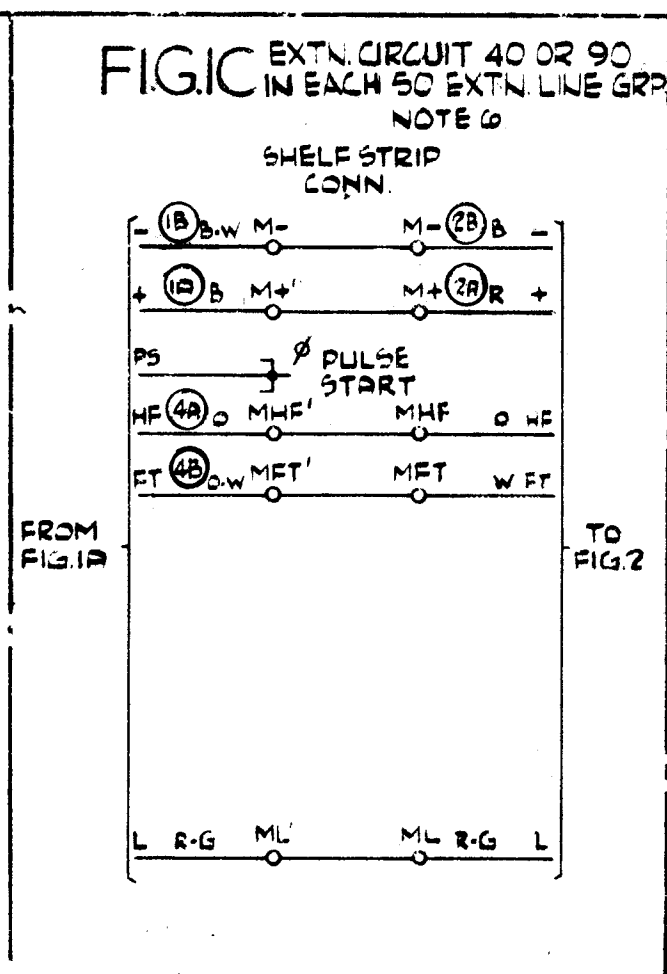 FIG.1C EXTN. CIRCUIT 40 OR 90
IN EACH 50 EXTN. LINE GRP.
NOTE 6
SHELF STRIP
CONN.
- 1B B-W M- M- 2B B -
+ 1A B M+' M+ 2A R +
PS Ø PULSE
START
HF 4A O MHF' MHF O HF
FT 4B O-W MFT' MFT W FT
FROM
FIG.1A
TO
FIG.2
L R-G ML' ML R-G L